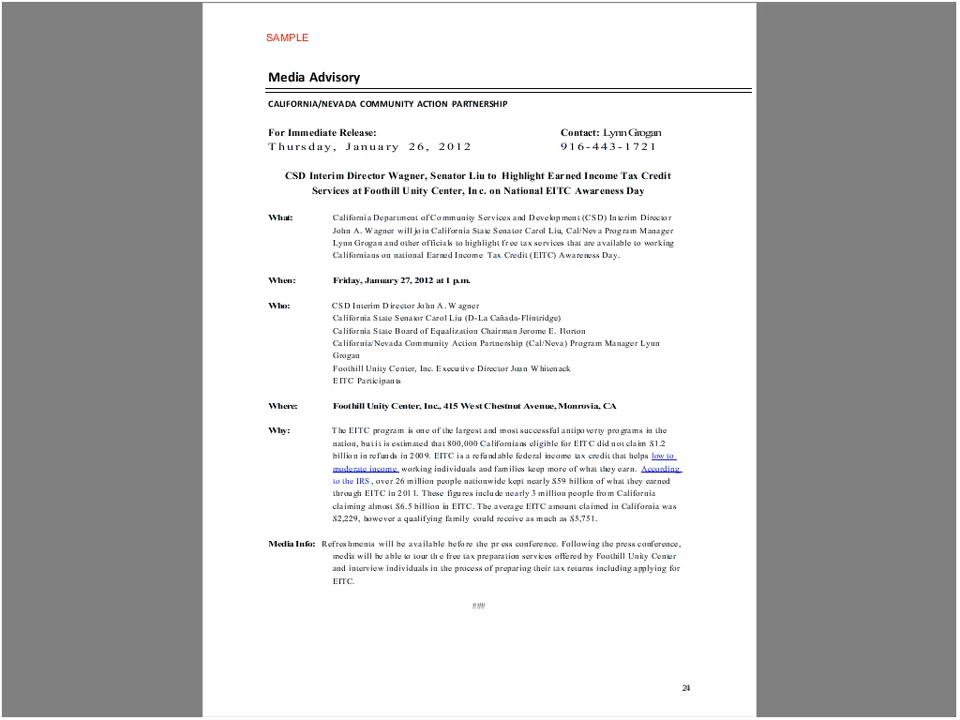 SAMPLE
Media Advisory
CALIFORNIA/NEVADA COMMUNITY ACTION PARTNERSHIP
For Immediate Release: Contact: Lynn Grogan
Thursday, January 26, 2012 916-443-1721
CSD Interim Director Wagner, Senator Liu to Highlight Earned Income Tax Credit
Services at Foothill Unity Center, Inc. on National EITC Awareness Day
What: California Department of Community Services and Development (CSD) Interim Director
John A. Wagner will join California State Senator Carol Liu, Cal/Neva Program Manager
Lynn Grogan and other officials to highlight free tax services that are available to working
Californians on national Earned Income Tax Credit (EITC) Awareness Day.
When: Friday, January 27, 2012 at 1 p.m.
Who: CSD Interim Director John A. Wagner
California State Senator Carol Liu (D-La Cañada-Flintridge)
California State Board of Equalization Chairman Jerome E. Horton
California/Nevada Community Action Partnership (Cal/Neva) Program Manager Lynn
Grogan
Foothill Unity Center, Inc. Executive Director Joan Whitenack
EITC Participants
Where: Foothill Unity Center, Inc., 415 West Chestnut Avenue, Monrovia, CA
Why: The EITC program is one of the largest and most successful antipoverty programs in the
nation, but it is estimated that 800,000 Californians eligible for EITC did not claim $1.2
billion in refunds in 2009. EITC is a refundable federal income tax credit that helps low to
moderate income working individuals and families keep more of what they earn. According
to the IRS, over 26 million people nationwide kept nearly $59 billion of what they earned
through EITC in 2011. These figures include nearly 3 million people from California
claiming almost $6.5 billion in EITC. The average EITC amount claimed in California was
$2,229, however a qualifying family could receive as much as $5,751.
Media Info: Refreshments will be available before the press conference. Following the press conference,
media will be able to tour the free tax preparation services offered by Foothill Unity Center
and interview individuals in the process of preparing their tax returns including applying for
EITC.
###
24